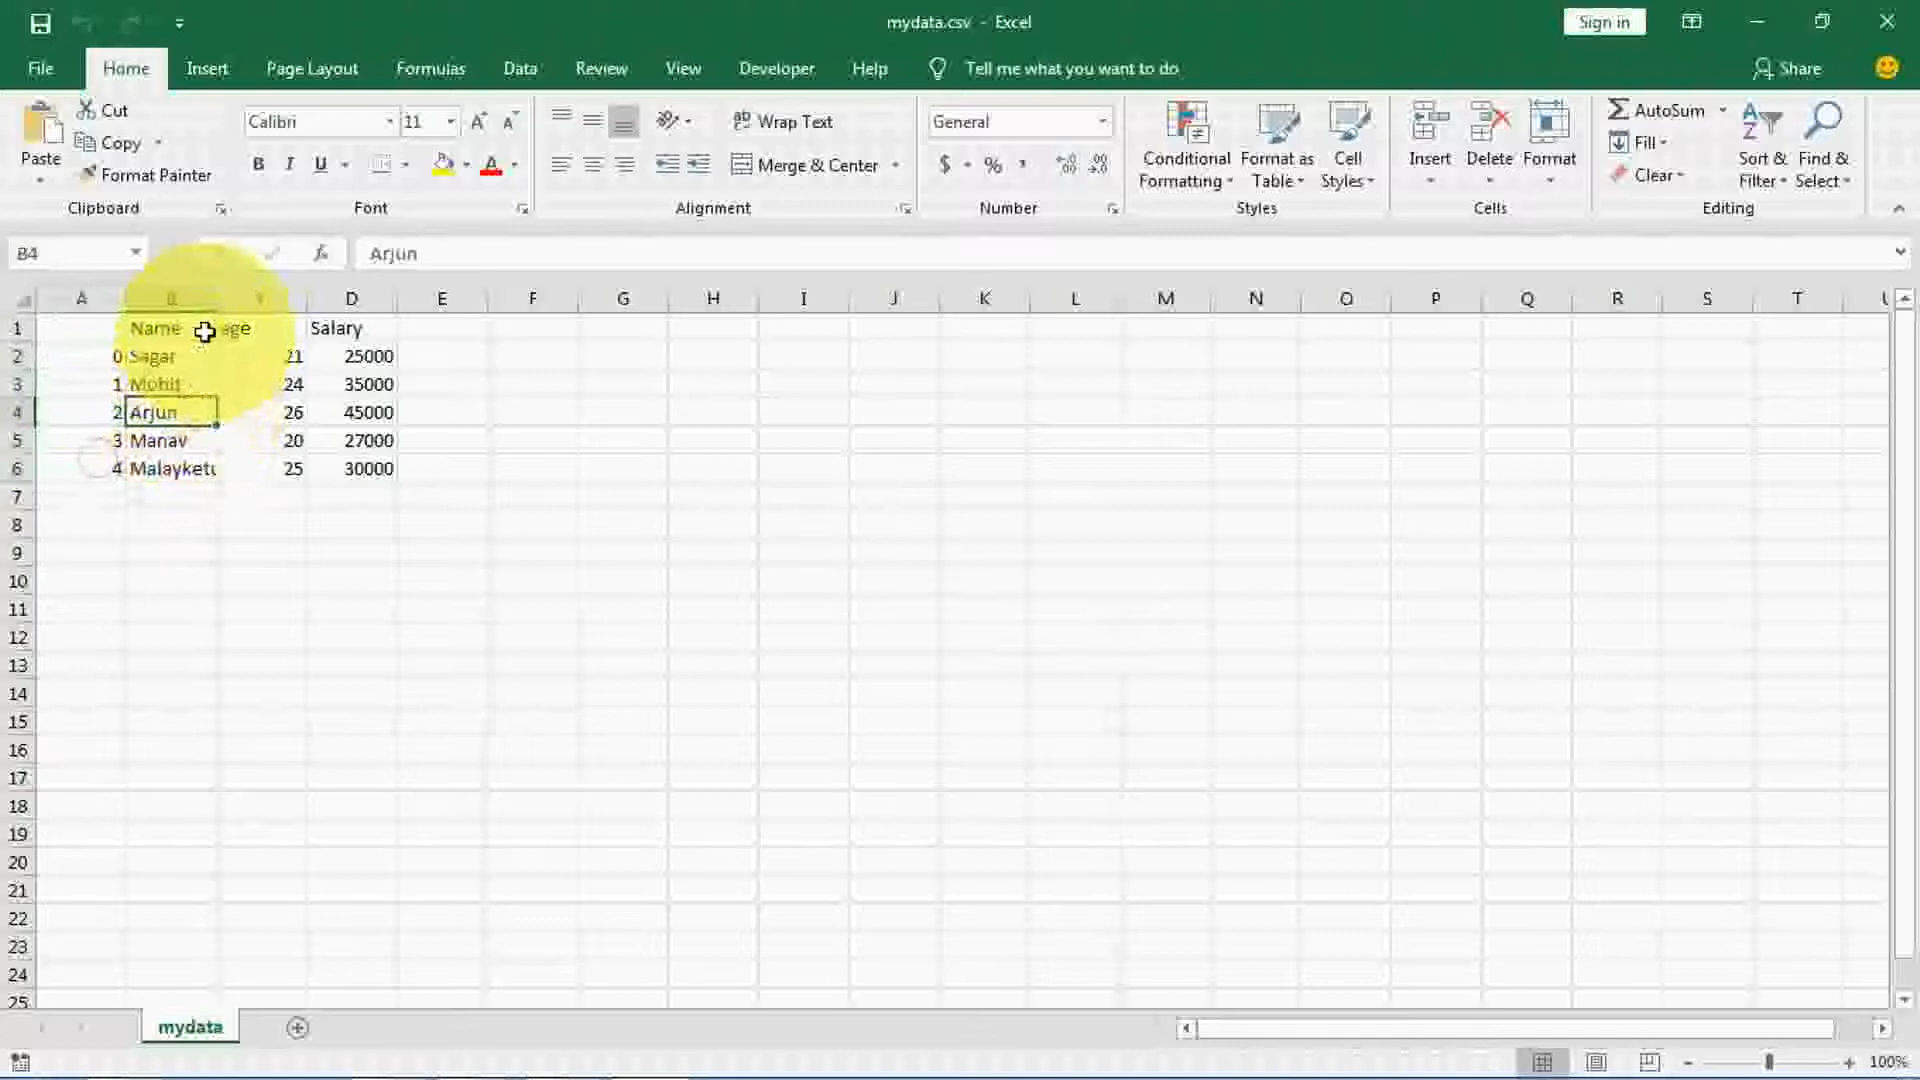 mydata.csv - Excel
Sign in
File Home Insert Page Layout Formulas Data Review View Developer Help Tell me what you want to do Share
Cut
Copy
Format Painter
Paste
Clipboard
Calibri 11
B I U A
Font
Wrap Text
Merge & Center
Alignment
General
$ % ,
Number
Conditional Formatting
Format as Table
Cell Styles
Styles
Insert Delete Format
Cells
AutoSum
Fill
Clear
Sort & Filter
Find & Select
Editing
B4 fx Arjun
A D E F G H I J K L M N O P Q R S T
1 Name age Salary
2 0 Sagar 21 25000
3 1 Mohit 24 35000
4 2 Arjun 26 45000
5 3 Manav 20 27000
6 4 Malayketu 25 30000
7
8
9
10
11
12
13
14
15
16
17
18
19
20
21
22
23
24
25
mydata
100%